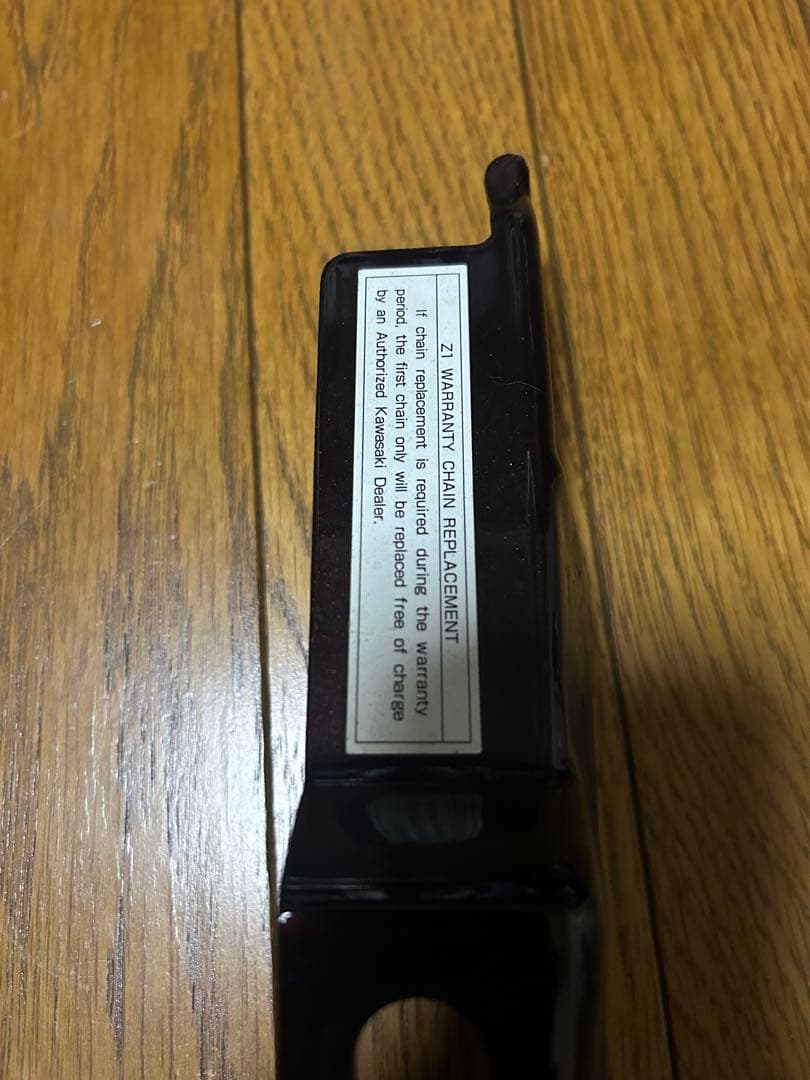 Z1 WARRANTY CHAIN REPLACEMENT
If chain replacement is required during the warranty
period, the first chain only will be replaced free of charge
by an Authorized Kawasaki Dealer.